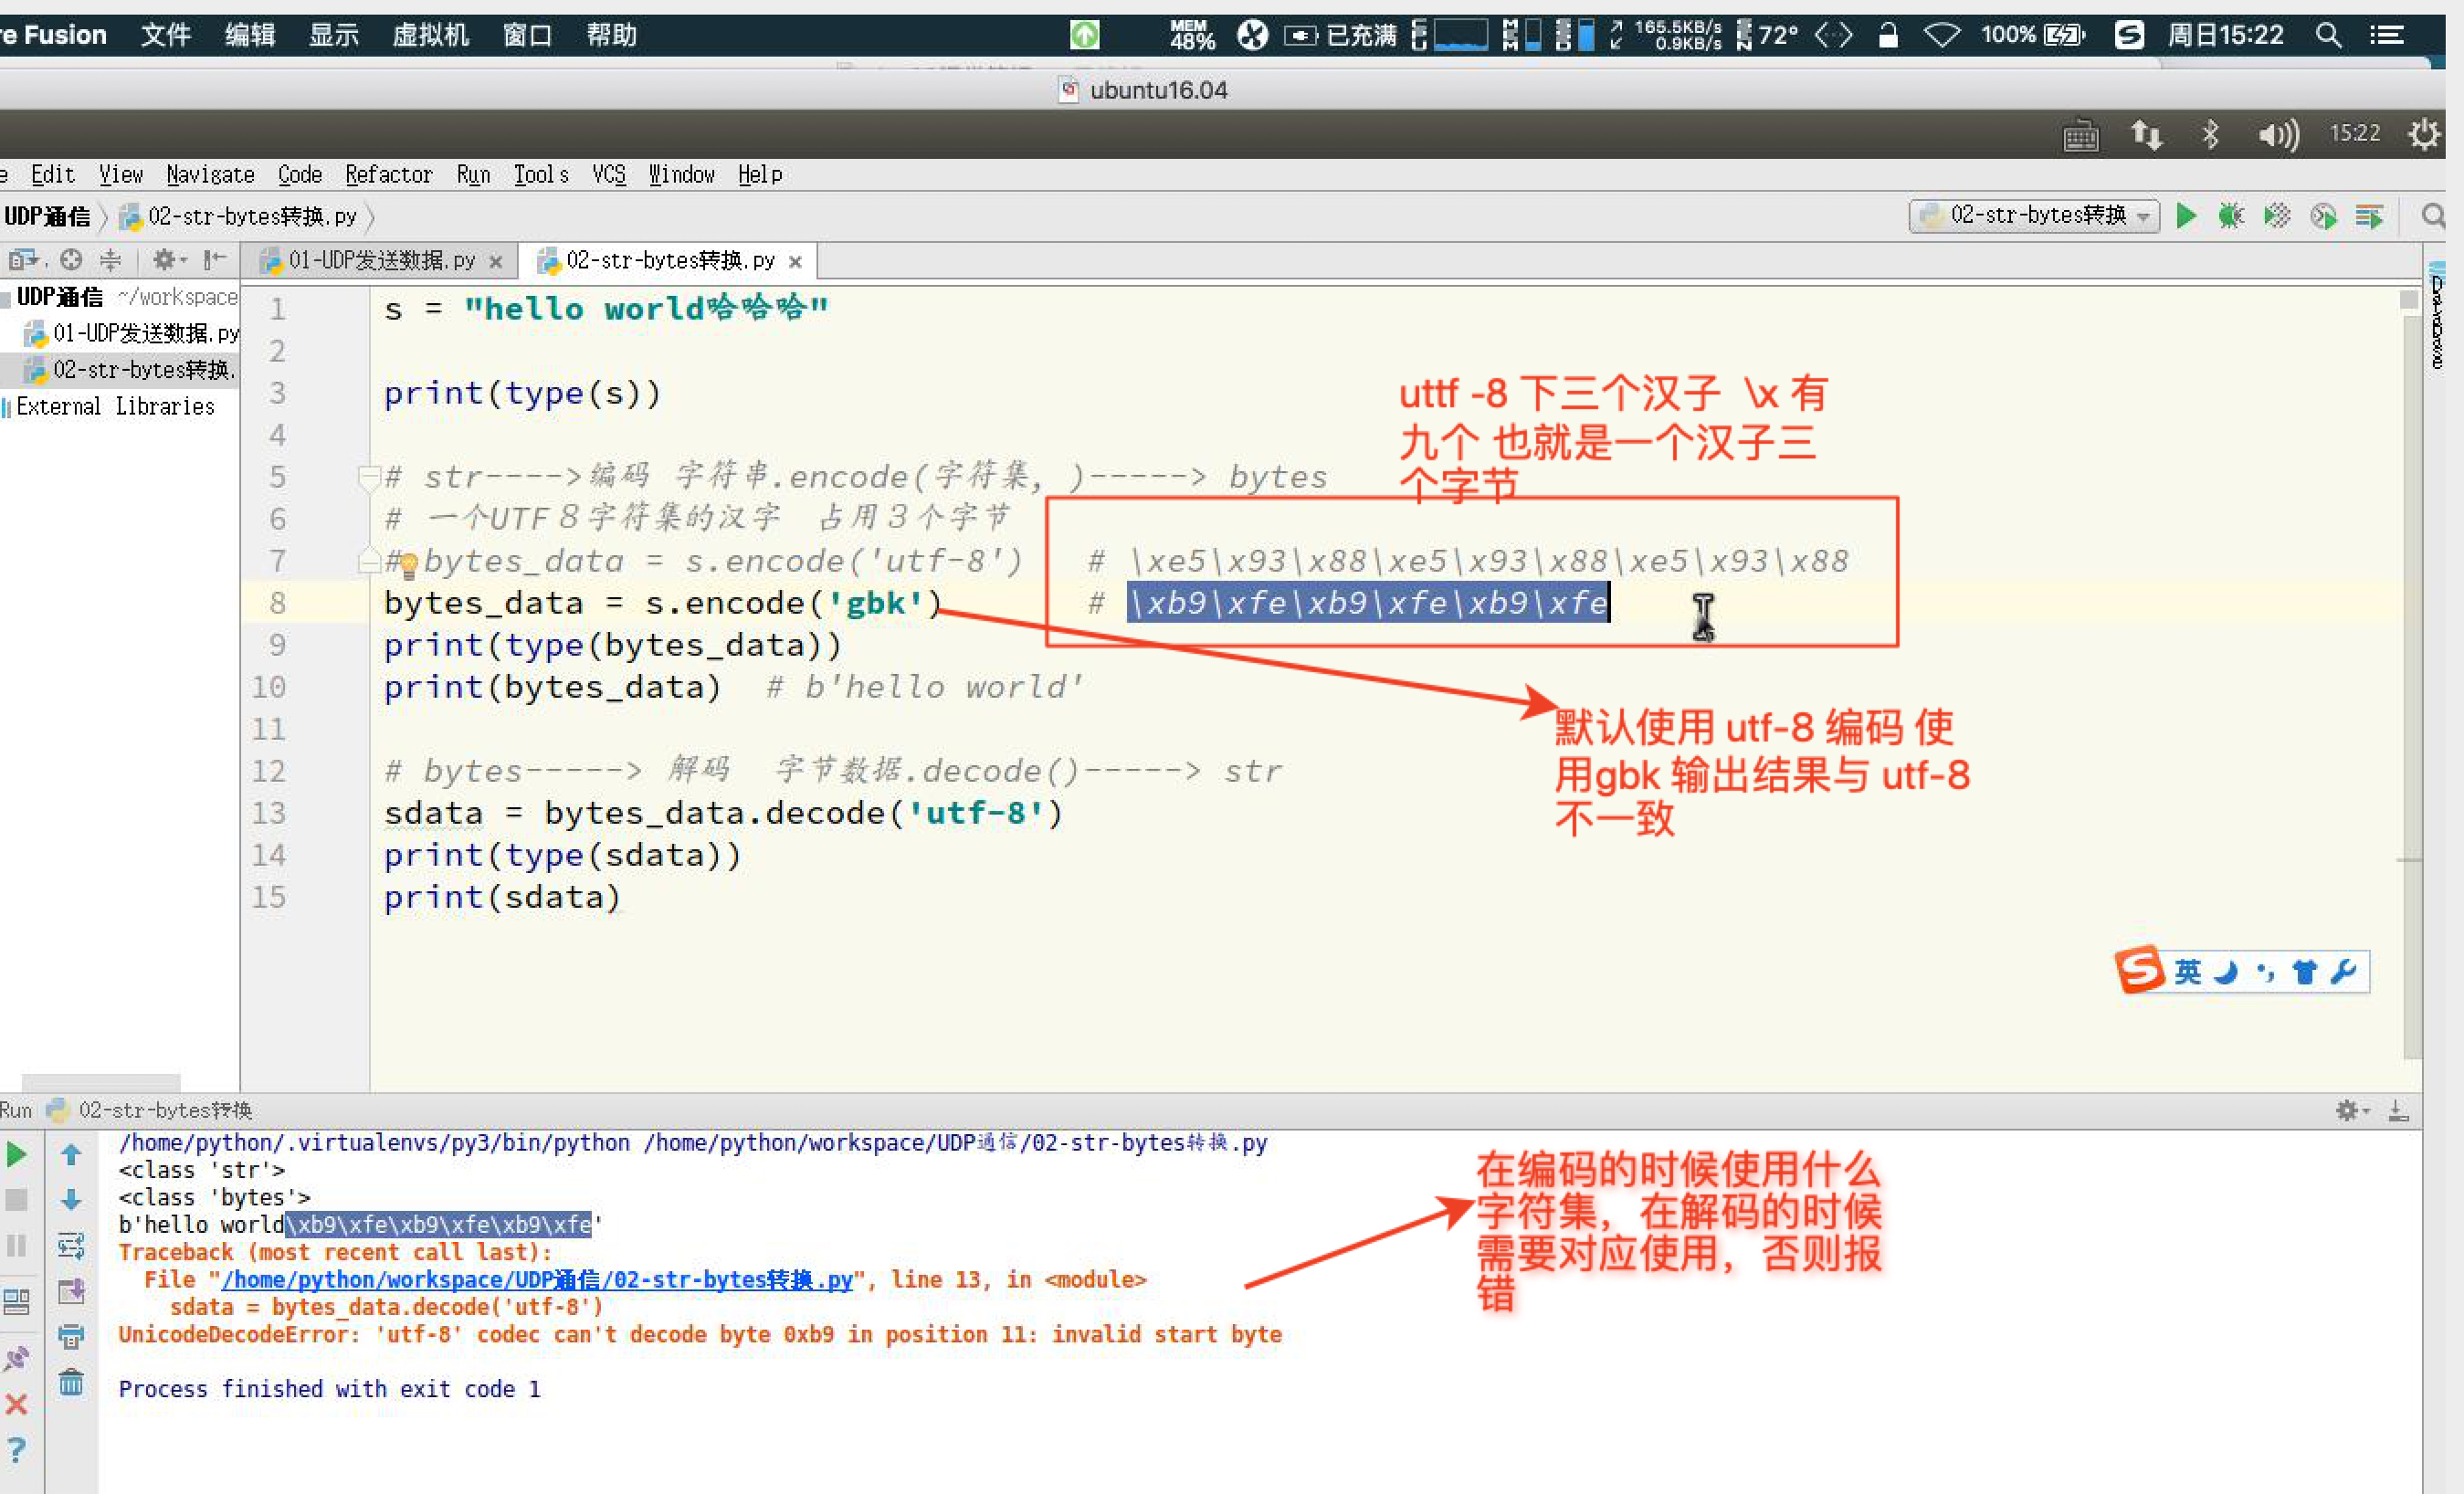 re Fusion 文件 编辑 显示 虚拟机 窗口 帮助 MEM 48% 已充满 165.5KB/s 0.9KB/s 72° 100% 周日15:22
ubuntu16.04
15:22
e Edit View Navigate Code Refactor Run Tools VCS Window Help
UDP通信 02-str-bytes转换.py 02-str-bytes转换
01-UDP发送数据.py × 02-str-bytes转换.py ×
UDP通信 ~/workspace
01-UDP发送数据.py
02-str-bytes转换.
External Libraries
Database
1 s = "hello world哈哈哈"
2
3 print(type(s))
4
5 # str---->编码 字符串.encode(字符集, )-----> bytes
6 # 一个UTF８字符集的汉字 占用３个字节
7 # bytes_data = s.encode('utf-8') # \xe5\x93\x88\xe5\x93\x88\xe5\x93\x88
8 bytes_data = s.encode('gbk') # \xb9\xfe\xb9\xfe\xb9\xfe
9 print(type(bytes_data))
10 print(bytes_data) # b'hello world'
11
12 # bytes-----> 解码 字节数据.decode()-----> str
13 sdata = bytes_data.decode('utf-8')
14 print(type(sdata))
15 print(sdata)
uttf -8 下三个汉子 \x 有
九个 也就是一个汉子三
个字节
默认使用 utf-8 编码 使
用gbk 输出结果与 utf-8
不一致
英
Run 02-str-bytes转换
/home/python/.virtualenvs/py3/bin/python /home/python/workspace/UDP通信/02-str-bytes转换.py
<class 'str'>
<class 'bytes'>
b'hello world\xb9\xfe\xb9\xfe\xb9\xfe'
Traceback (most recent call last):
File "/home/python/workspace/UDP通信/02-str-bytes转换.py", line 13, in <module>
sdata = bytes_data.decode('utf-8')
UnicodeDecodeError: 'utf-8' codec can't decode byte 0xb9 in position 11: invalid start byte
Process finished with exit code 1
在编码的时候使用什么
字符集，在解码的时候
需要对应使用，否则报
错